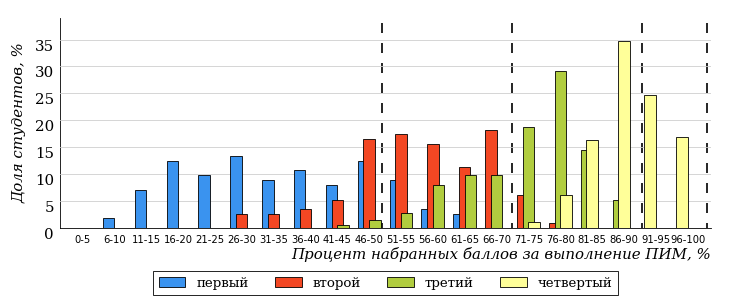 Доля студентов, %
35
30
25
20
15
10
5
0
0-5 6-10 11-15 16-20 21-25 26-30 31-35 36-40 41-45 46-50 51-55 56-60 61-65 66-70 71-75 76-80 81-85 86-90 91-95 96-100
Процент набранных баллов за выполнение ПИМ, %
первый второй третий четвертый